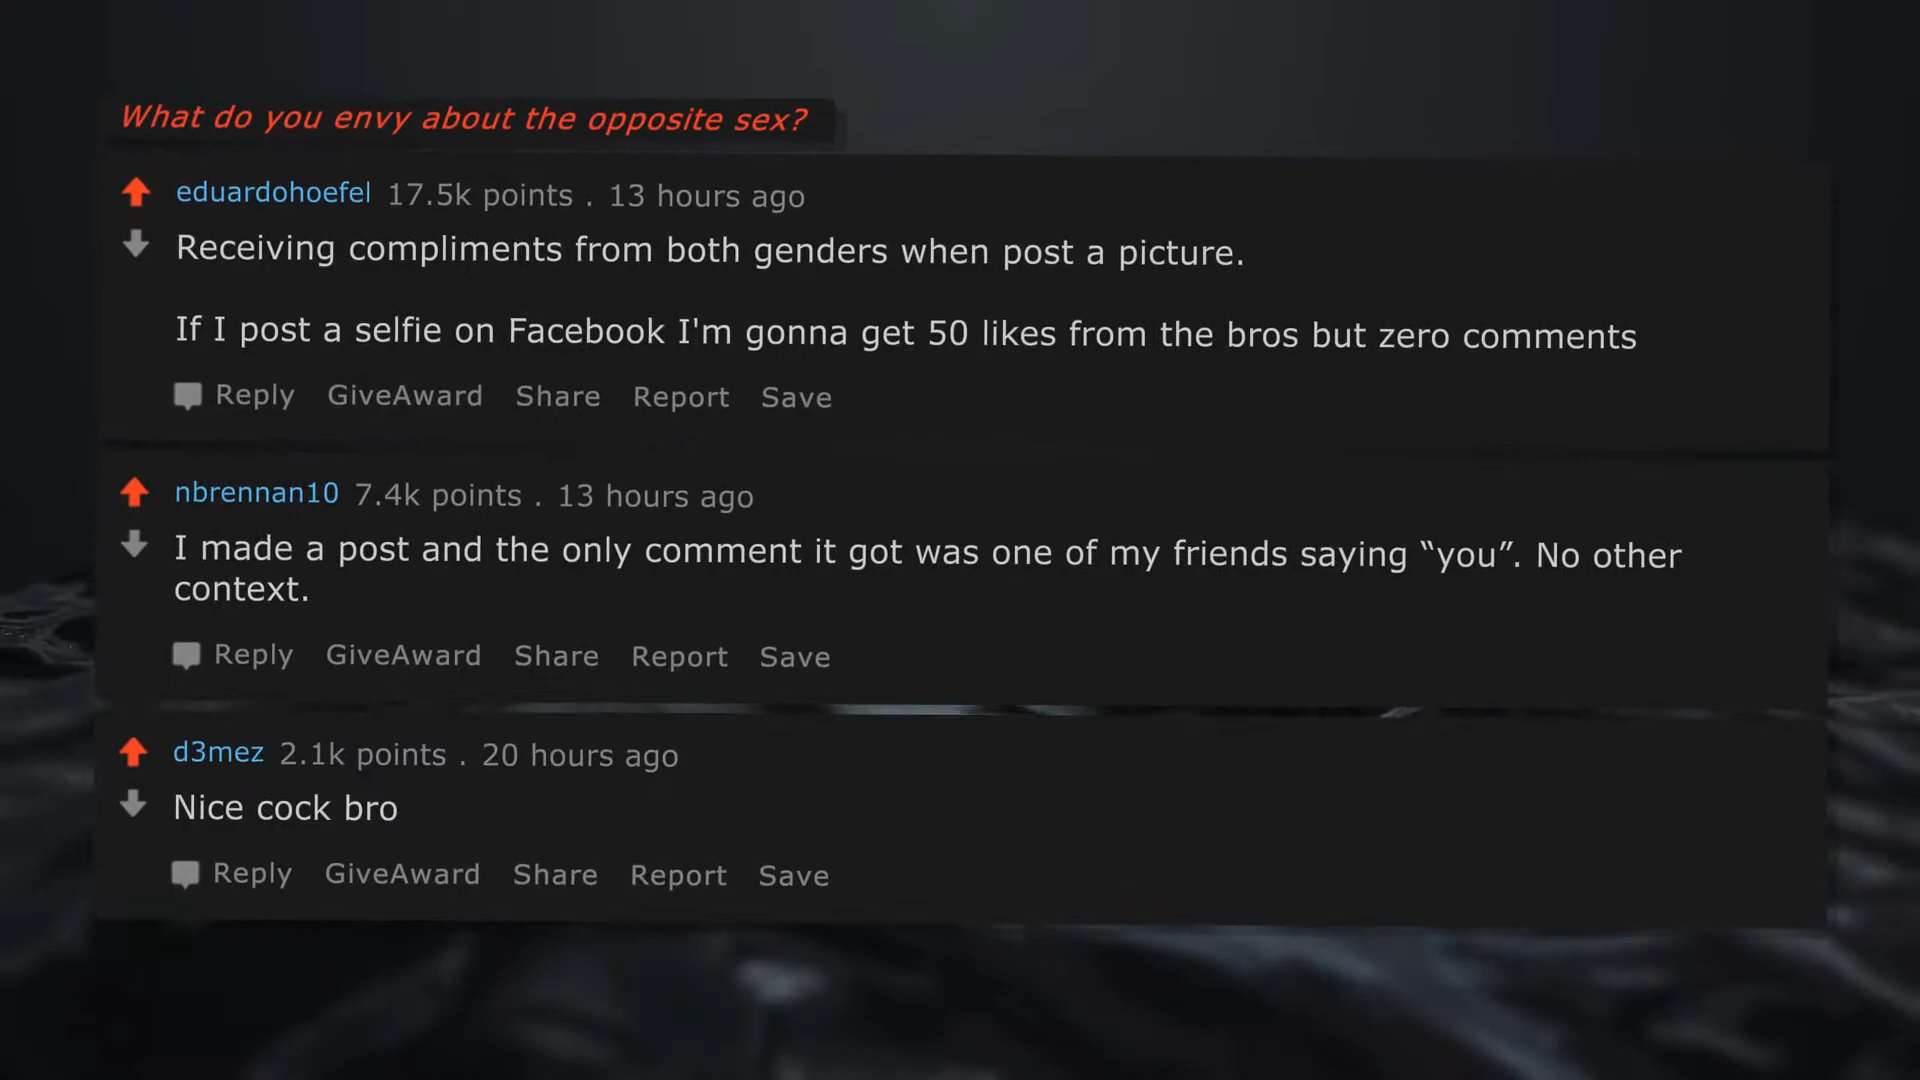 What do you envy about the opposite sex?
eduardohoefel 17.5k points . 13 hours ago
Receiving compliments from both genders when post a picture.
If I post a selfie on Facebook I'm gonna get 50 likes from the bros but zero comments
Reply GiveAward Share Report Save
nbrennan10 7.4k points . 13 hours ago
I made a post and the only comment it got was one of my friends saying “you”. No other
context.
Reply GiveAward Share Report Save
d3mez 2.1k points . 20 hours ago
Nice cock bro
Reply GiveAward Share Report Save